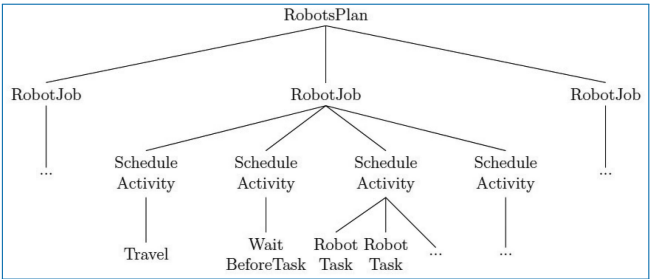 RobotsPlan
RobotJob RobotJob RobotJob
... Schedule Schedule Schedule Schedule ...
Activity Activity Activity Activity
Travel Wait Robot Robot ... ...
BeforeTask Task Task